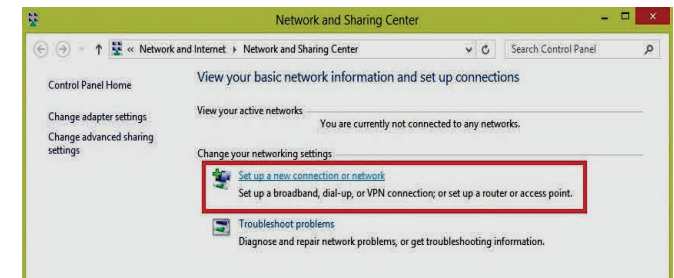 Network and Sharing Center
« Network and Internet ▸ Network and Sharing Center
Search Control Panel
Control Panel Home
Change adapter settings
Change advanced sharing
settings
View your basic network information and set up connections
View your active networks
You are currently not connected to any networks.
Change your networking settings
Set up a new connection or network
Set up a broadband, dial-up, or VPN connection; or set up a router or access point.
Troubleshoot problems
Diagnose and repair network problems, or get troubleshooting information.